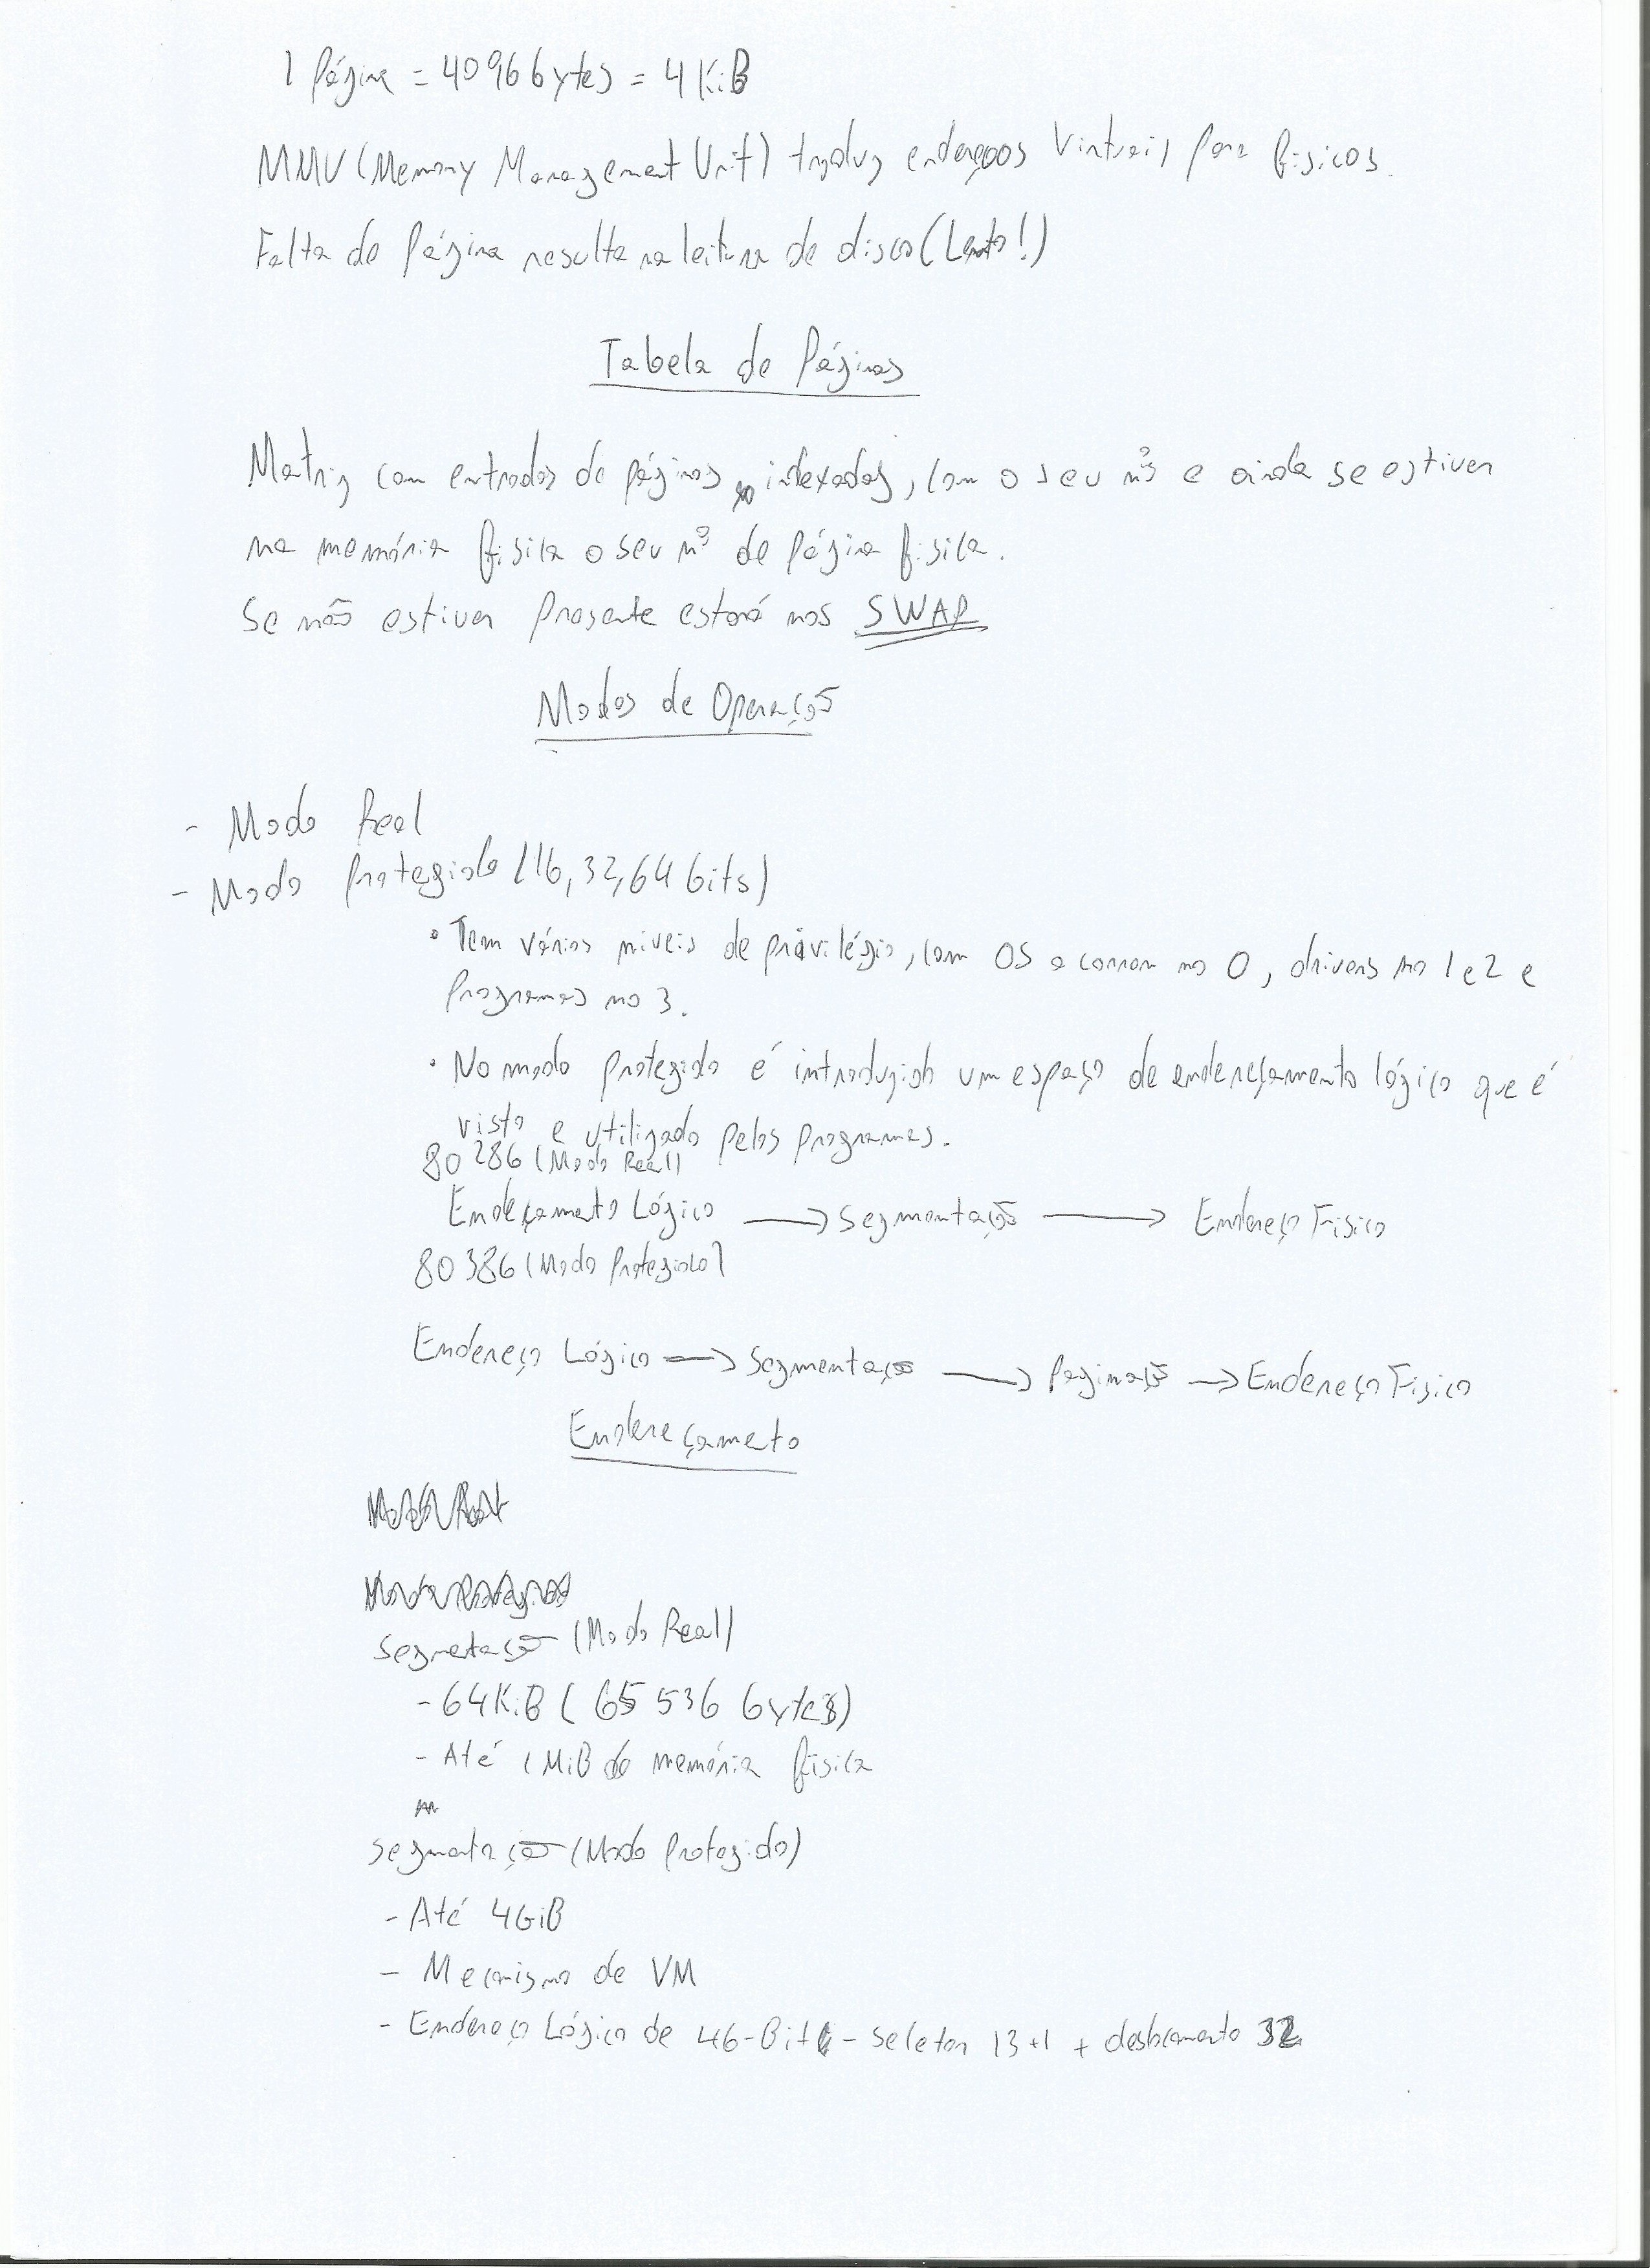 1 Página = 4096 bytes = 4 KiB
MMU (Memory Management Unit) traduz endereços Virtuais para físicos.
Falta de Página resulta na leitura de disco (Lento!)
Tabela de Páginas
Matriz com entradas de páginas indexadas, com o seu nº e ainda se estiver
na memória física o seu nº de página física.
Se não estiver Presente estará nos SWAP
Modos de Operação
- Modo Real
- Modo Protegido (16, 32, 64 bits)
• Tem vários níveis de privilégio, com OS a correr no 0, drivers no 1 e 2 e
Programas no 3.
• No modo protegido é introduzido um espaço de endereçamento lógico que é
visto e utilizado pelos programas.
80286 (Modo Real)
Endeçamento Lógico → Segmentação → Endereço Físico
80386 (Modo Protegido)
Endereço Lógico → Segmentação → Paginação → Endereço Físico
Endereçameto
Segmetação (Modo Real)
- 64KiB (65 536 bytes)
- Até 1 MiB de memória física
Segmentação (Modo Protegido)
- Até 4GiB
- Mecanismo de VM
- Endereço Lógico de 46-Bit - Seletor 13+1 + deslocamento 32